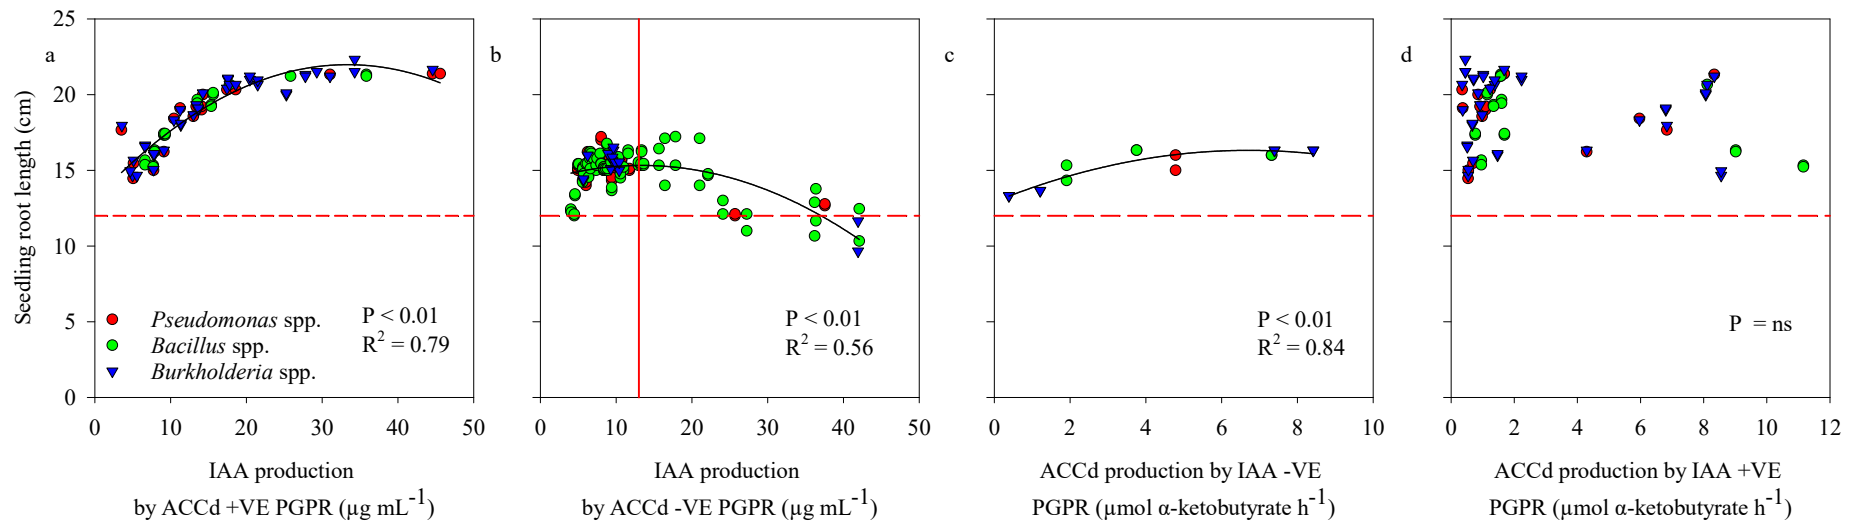 Seedling root length (cm)
25
20
15
10
5
0
a
Pseudomonas spp.
Bacillus spp.
Burkholderia spp.
P < 0.01
R² = 0.79
0 10 20 30 40 50
IAA production
by ACCd +VE PGPR (µg mL⁻¹)
b
P < 0.01
R² = 0.56
0 10 20 30 40 50
IAA production
by ACCd -VE PGPR (µg mL⁻¹)
c
P < 0.01
R² = 0.84
0 2 4 6 8 10
ACCd production by IAA -VE
PGPR (µmol α-ketobutyrate h⁻¹)
d
P = ns
0 2 4 6 8 10 12
ACCd production by IAA +VE
PGPR (µmol α-ketobutyrate h⁻¹)